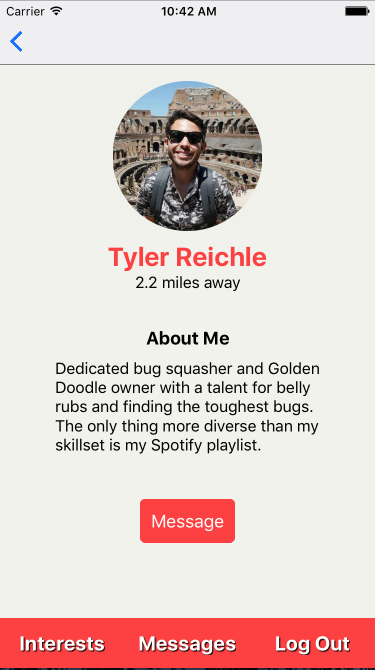 Carrier 10:42 AM
Tyler Reichle
2.2 miles away
About Me
Dedicated bug squasher and Golden
Doodle owner with a talent for belly
rubs and finding the toughest bugs.
The only thing more diverse than my
skillset is my Spotify playlist.
Message
Interests Messages Log Out